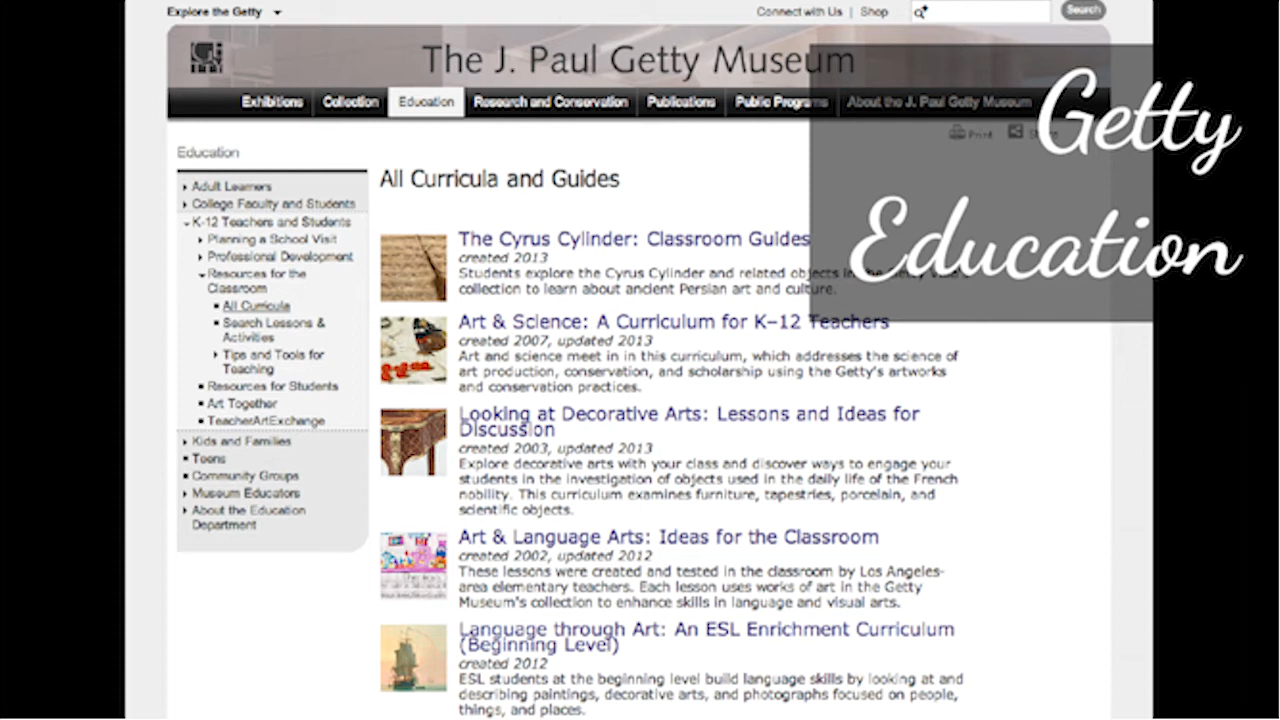 Explore the Getty
Connect with Us | Shop
Search
The J. Paul Getty Museum
Exhibitions Collection Education Research and Conservation Publications Public Programs About the J. Paul Getty Museum
Print Share
Getty
Education
Education
Adult Learners
College Faculty and Students
K-12 Teachers and Students
Planning a School Visit
Professional Development
Resources for the
Classroom
All Curricula
Search Lessons &
Activities
Tips and Tools for
Teaching
Resources for Students
Art Together
TeacherArtExchange
Kids and Families
Teens
Community Groups
Museum Educators
About the Education
Department
All Curricula and Guides
The Cyrus Cylinder: Classroom Guides
created 2013
Students explore the Cyrus Cylinder and related objects in the Getty Villa's
collection to learn about ancient Persian art and culture.
Art & Science: A Curriculum for K–12 Teachers
created 2007, updated 2013
Art and science meet in in this curriculum, which addresses the science of
art production, conservation, and scholarship using the Getty's artworks
and conservation practices.
Looking at Decorative Arts: Lessons and Ideas for
Discussion
created 2003, updated 2013
Explore decorative arts with your class and discover ways to engage your
students in the investigation of objects used in the daily life of the French
nobility. This curriculum examines furniture, tapestries, porcelain, and
scientific objects.
Art & Language Arts: Ideas for the Classroom
created 2002, updated 2012
These lessons were created and tested in the classroom by Los Angeles-
area elementary teachers. Each lesson uses works of art in the Getty
Museum's collection to enhance skills in language and visual arts.
Language through Art: An ESL Enrichment Curriculum
(Beginning Level)
created 2012
ESL students at the beginning level build language skills by looking at and
describing paintings, decorative arts, and photographs focused on people,
things, and places.